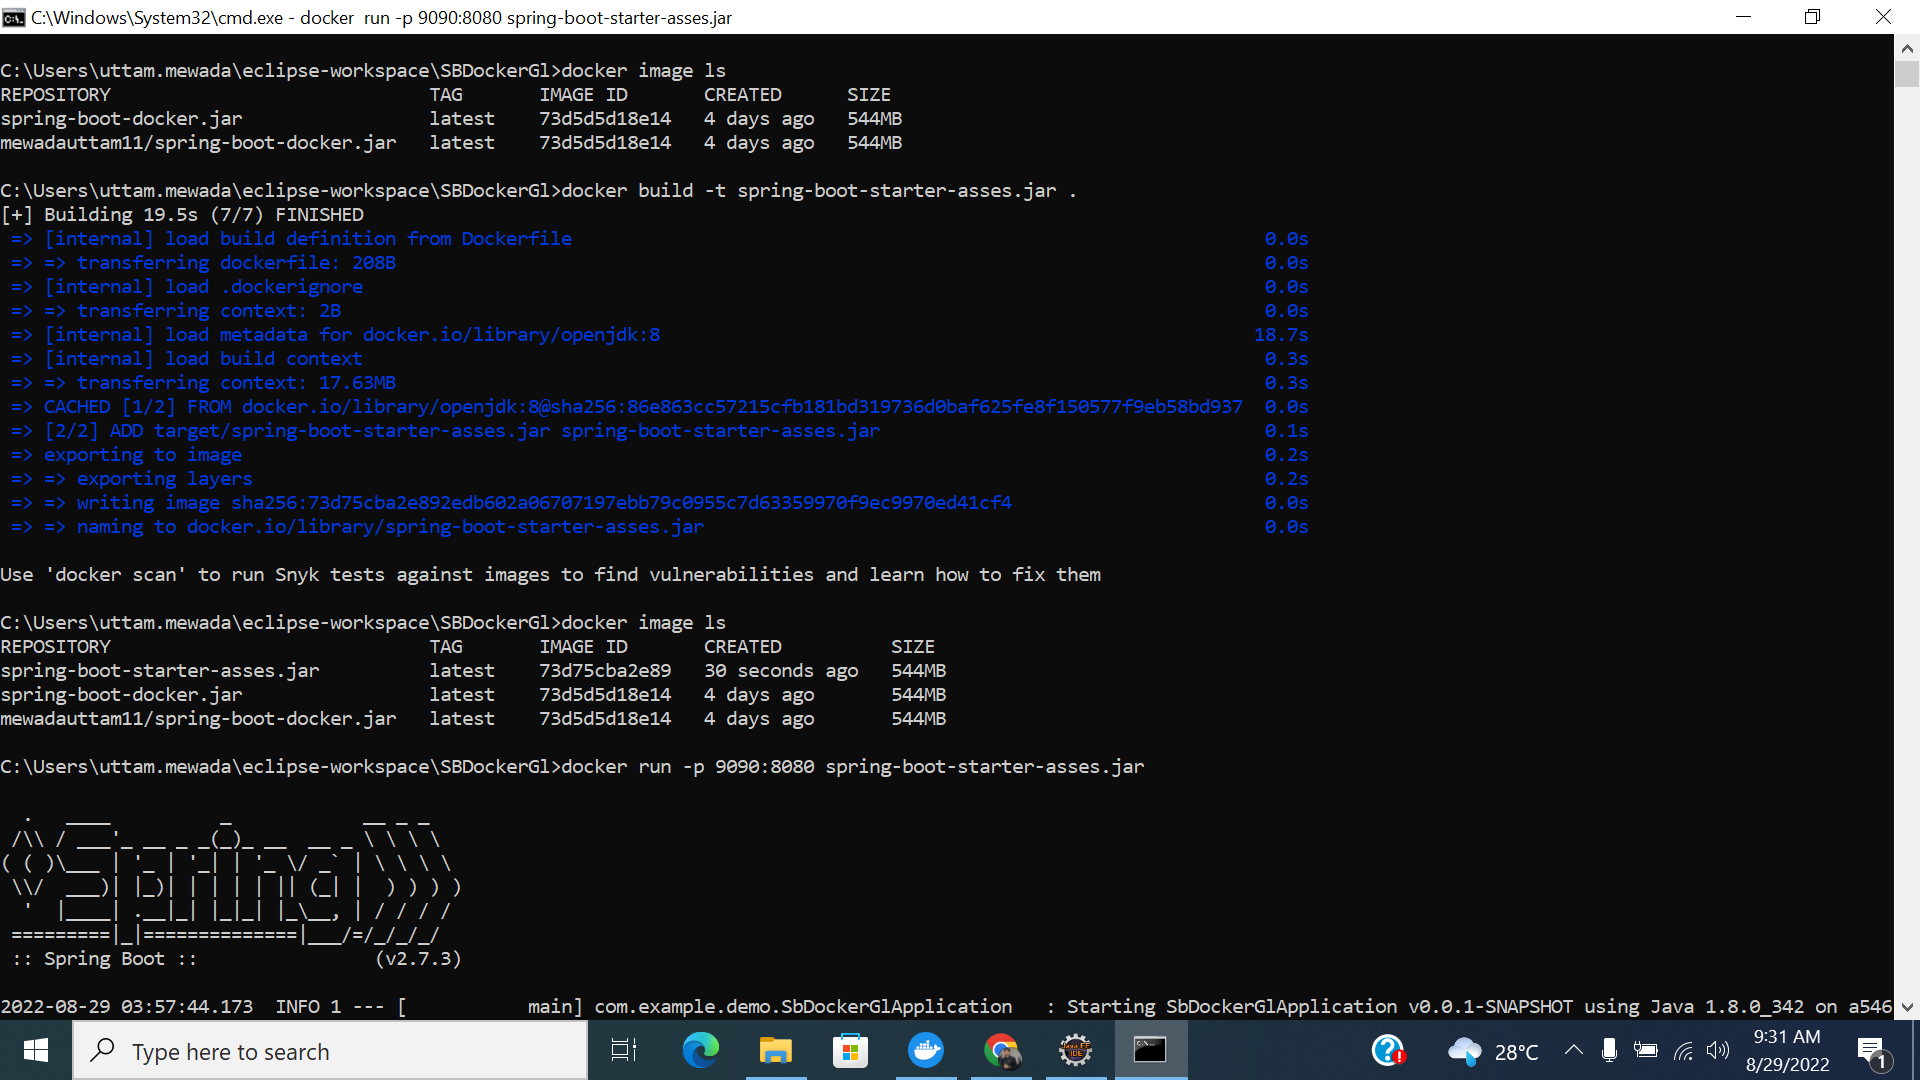 C:\Windows\System32\cmd.exe - docker  run -p 9090:8080 spring-boot-starter-asses.jar
C:\Users\uttam.mewada\eclipse-workspace\SBDockerGl>docker image ls
REPOSITORY                             TAG       IMAGE ID       CREATED      SIZE
spring-boot-docker.jar                 latest    73d5d5d18e14   4 days ago   544MB
mewadauttam11/spring-boot-docker.jar   latest    73d5d5d18e14   4 days ago   544MB
C:\Users\uttam.mewada\eclipse-workspace\SBDockerGl>docker build -t spring-boot-starter-asses.jar .
[+] Building 19.5s (7/7) FINISHED
 => [internal] load build definition from Dockerfile 0.0s
 => => transferring dockerfile: 208B 0.0s
 => [internal] load .dockerignore 0.0s
 => => transferring context: 2B 0.0s
 => [internal] load metadata for docker.io/library/openjdk:8 18.7s
 => [internal] load build context 0.3s
 => => transferring context: 17.63MB 0.3s
 => CACHED [1/2] FROM docker.io/library/openjdk:8@sha256:86e863cc57215cfb181bd319736d0baf625fe8f150577f9eb58bd937 0.0s
 => [2/2] ADD target/spring-boot-starter-asses.jar spring-boot-starter-asses.jar 0.1s
 => exporting to image 0.2s
 => => exporting layers 0.2s
 => => writing image sha256:73d75cba2e892edb602a06707197ebb79c0955c7d63359970f9ec9970ed41cf4 0.0s
 => => naming to docker.io/library/spring-boot-starter-asses.jar 0.0s
Use 'docker scan' to run Snyk tests against images to find vulnerabilities and learn how to fix them
C:\Users\uttam.mewada\eclipse-workspace\SBDockerGl>docker image ls
REPOSITORY                             TAG       IMAGE ID       CREATED          SIZE
spring-boot-starter-asses.jar          latest    73d75cba2e89   30 seconds ago   544MB
spring-boot-docker.jar                 latest    73d5d5d18e14   4 days ago       544MB
mewadauttam11/spring-boot-docker.jar   latest    73d5d5d18e14   4 days ago       544MB
C:\Users\uttam.mewada\eclipse-workspace\SBDockerGl>docker run -p 9090:8080 spring-boot-starter-asses.jar
  .   ____          _            __ _ _
 /\\ / ___'_ __ _ _(_)_ __  __ _ \ \ \ \
( ( )\___ | '_ | '_| | '_ \/ _` | \ \ \ \
 \\/  ___)| |_)| | | | | || (_| |  ) ) ) )
  '  |____| .__|_| |_|_| |_\__, | / / / /
 =========|_|==============|___/=/_/_/_/
 :: Spring Boot ::                (v2.7.3)
2022-08-29 03:57:44.173  INFO 1 --- [           main] com.example.demo.SbDockerGlApplication   : Starting SbDockerGlApplication v0.0.1-SNAPSHOT using Java 1.8.0_342 on a546
Type here to search
Java EE
IDE
28°C
9:31 AM
8/29/2022
1